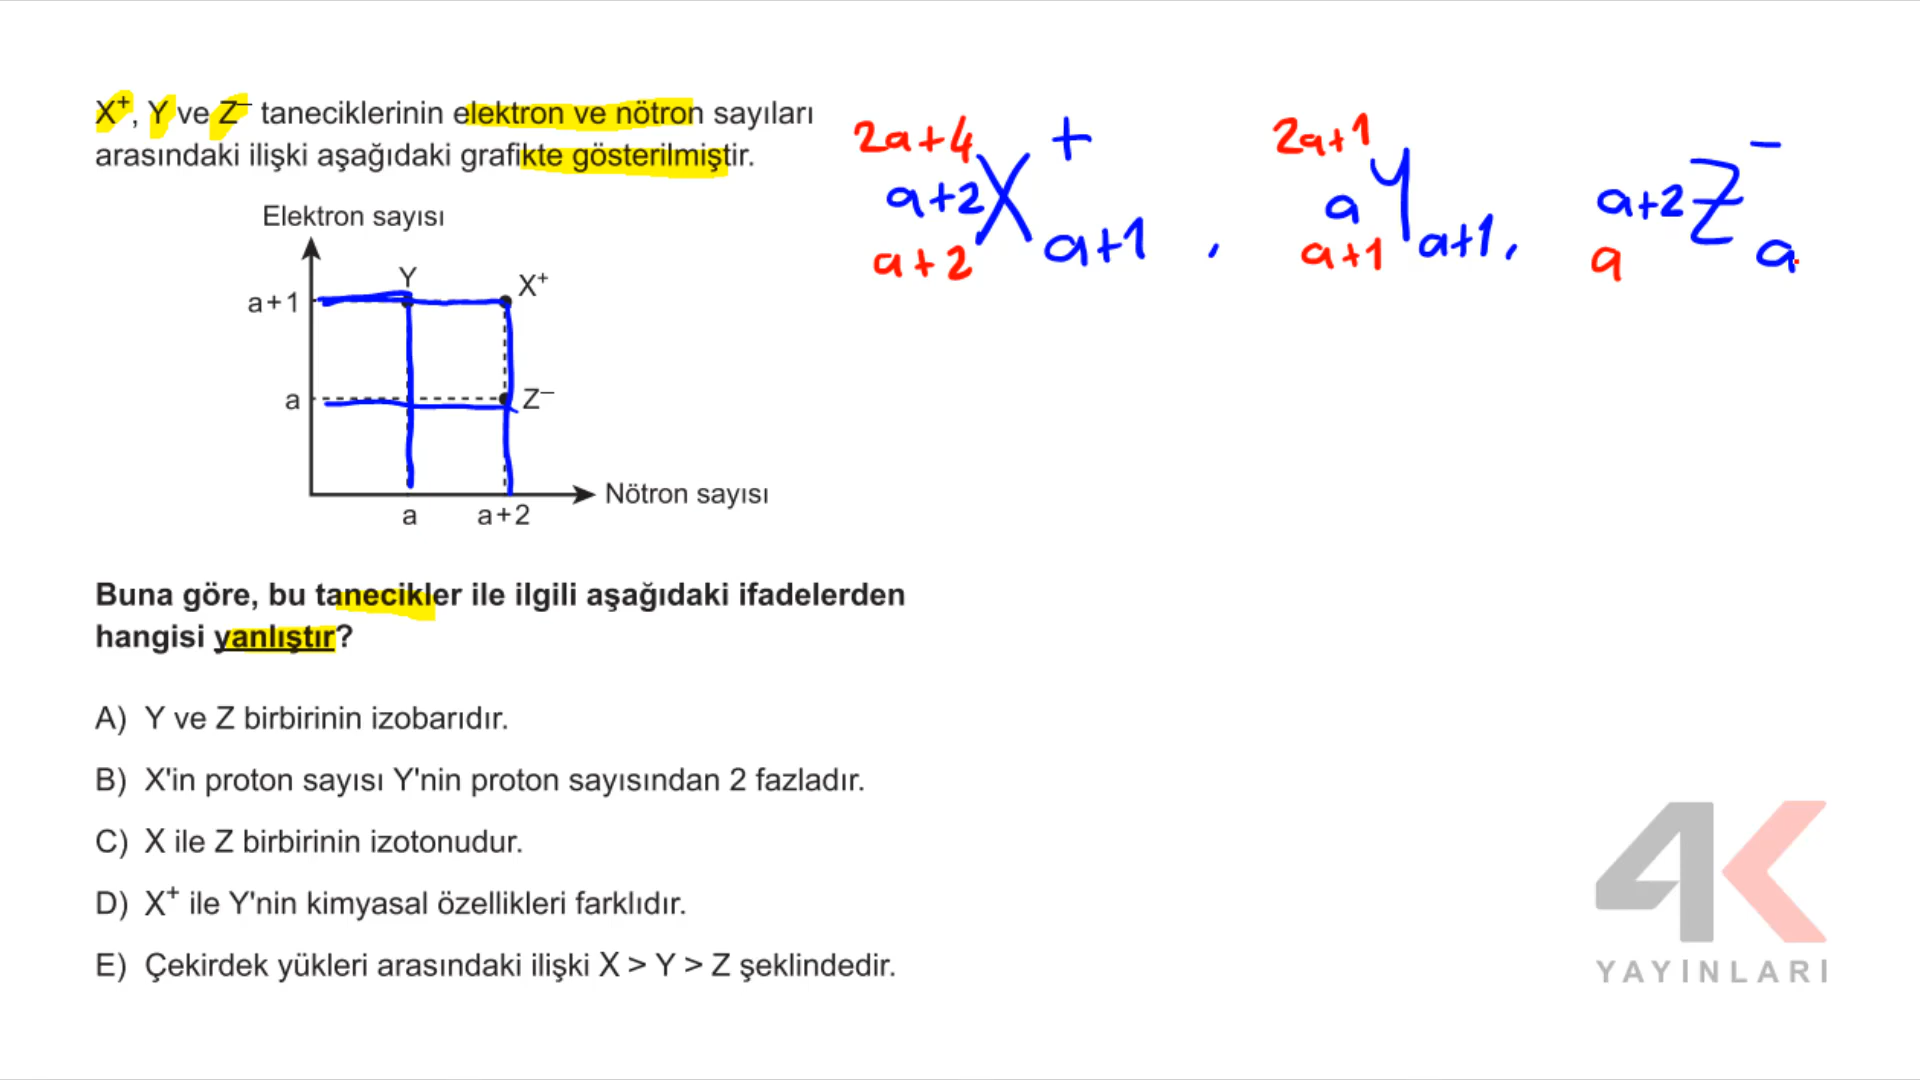 X⁺, Y ve Z⁻ taneciklerinin elektron ve nötron sayıları
arasındaki ilişki aşağıdaki grafikte gösterilmiştir.
Elektron sayısı
Y
X⁺
a+1
a
Z⁻
Nötron sayısı
a
a+2
2a+4
a+2 X +
a+2 a+1 ,
2a+1
a Y
a+1 a+1 ,
a+2 Z −
a a
Buna göre, bu tanecikler ile ilgili aşağıdaki ifadelerden
hangisi yanlıştır?
A) Y ve Z birbirinin izobarıdır.
B) X'in proton sayısı Y'nin proton sayısından 2 fazladır.
C) X ile Z birbirinin izotonudur.
D) X⁺ ile Y'nin kimyasal özellikleri farklıdır.
E) Çekirdek yükleri arasındaki ilişki X > Y > Z şeklindedir.
4K
YAYINLARI